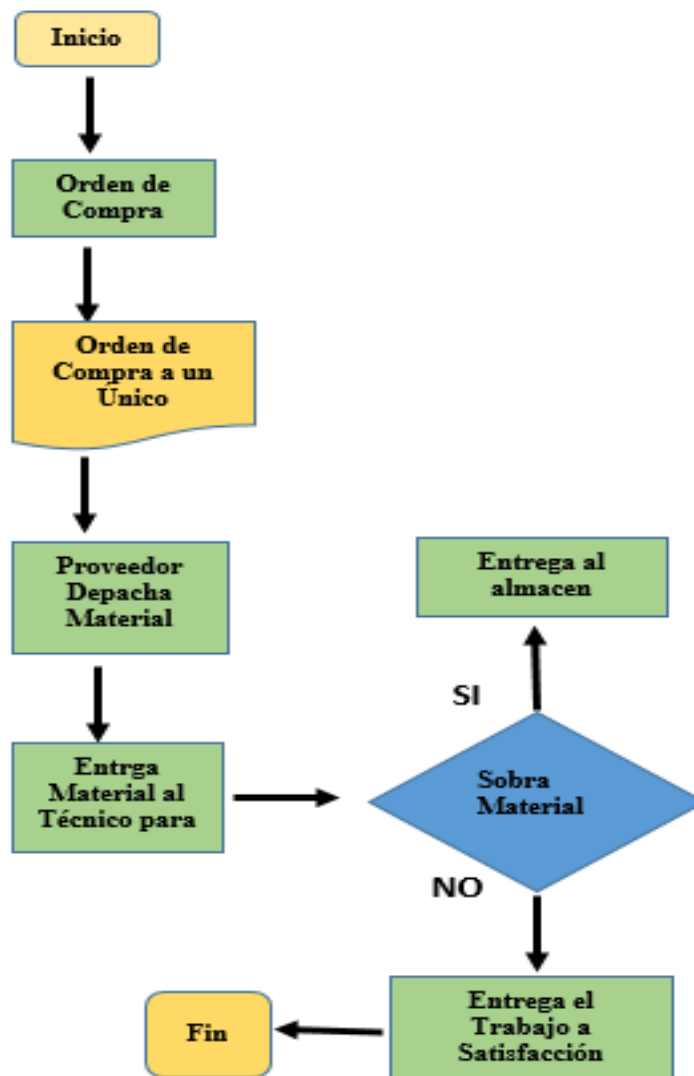 Inicio
Orden de
Compra
Orden de
Compra a un
Único
Proveedor
Depacha
Material
Entrga
Material al
Técnico para
Entrega al
almacen
SI
Sobra
Material
NO
Entrega el
Trabajo a
Satisfacción
Fin